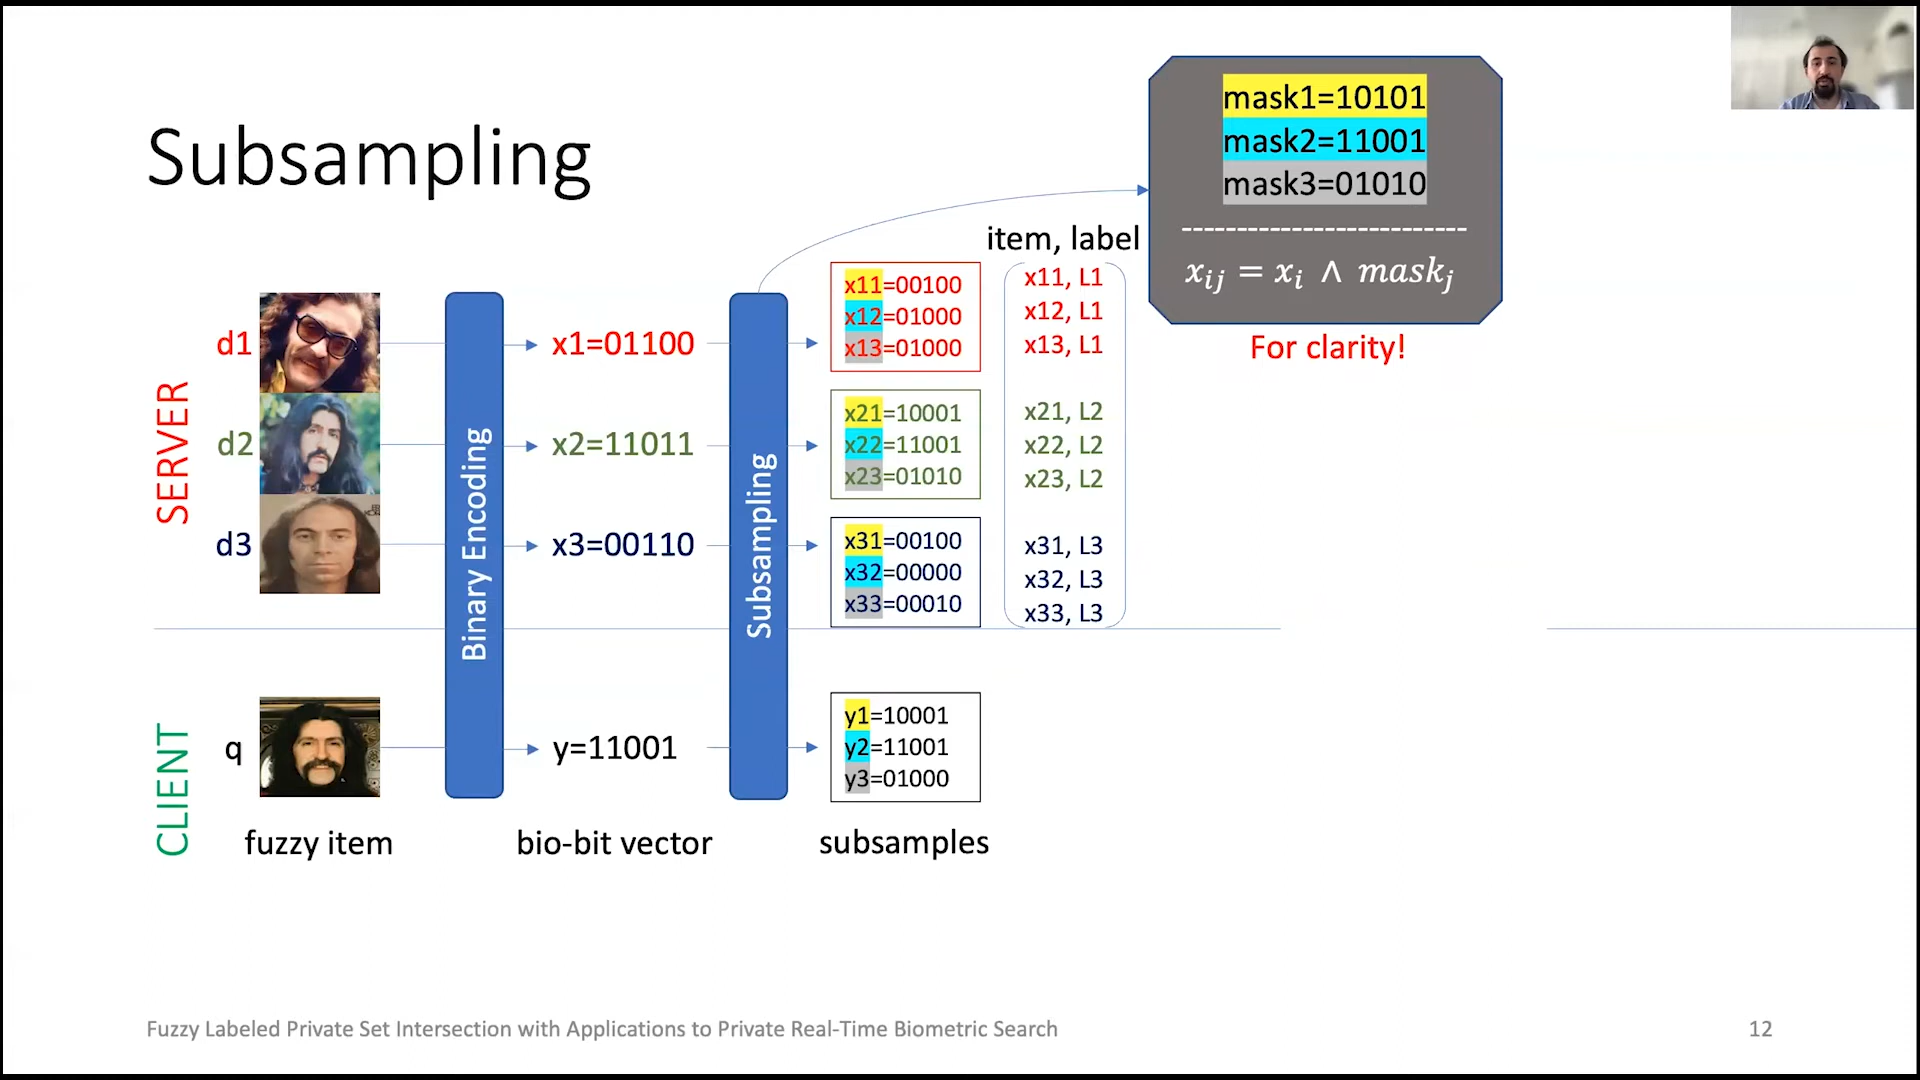 Subsampling
mask1=10101
mask2=11001
mask3=01010
--------------------------
x_{ij} = x_i ∧ mask_j
For clarity!
item, label
SERVER
d1
d2
d3
Binary Encoding
x1=01100
x2=11011
x3=00110
Subsampling
x11=00100
x12=01000
x13=01000
x21=10001
x22=11001
x23=01010
x31=00100
x32=00000
x33=00010
x11, L1
x12, L1
x13, L1
x21, L2
x22, L2
x23, L2
x31, L3
x32, L3
x33, L3
CLIENT
q
y=11001
y1=10001
y2=11001
y3=01000
fuzzy item
bio-bit vector
subsamples
Fuzzy Labeled Private Set Intersection with Applications to Private Real-Time Biometric Search
12